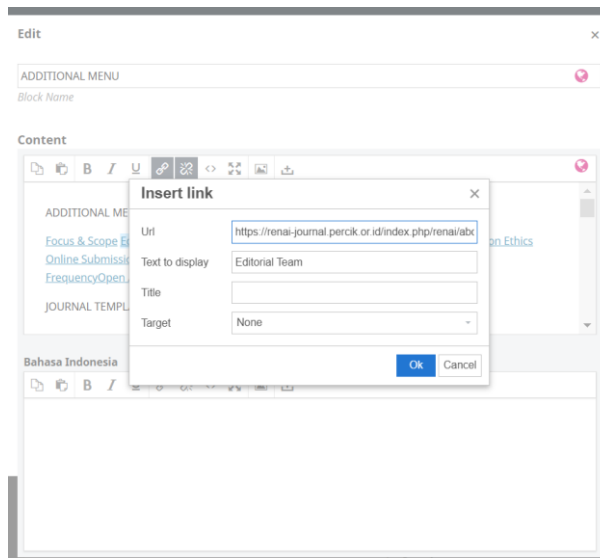 Edit
×
ADDITIONAL MENU
Block Name
Content
B I U
Insert link
×
ADDITIONAL ME
Url
https://renai-journal.percik.or.id/index.php/renai/abo
Focus & Scope
on Ethics
Text to display
Editorial Team
Online Submissi
FrequencyOpen
Title
JOURNAL TEMPL
Target
None
Ok
Cancel
Bahasa Indonesia
B I U